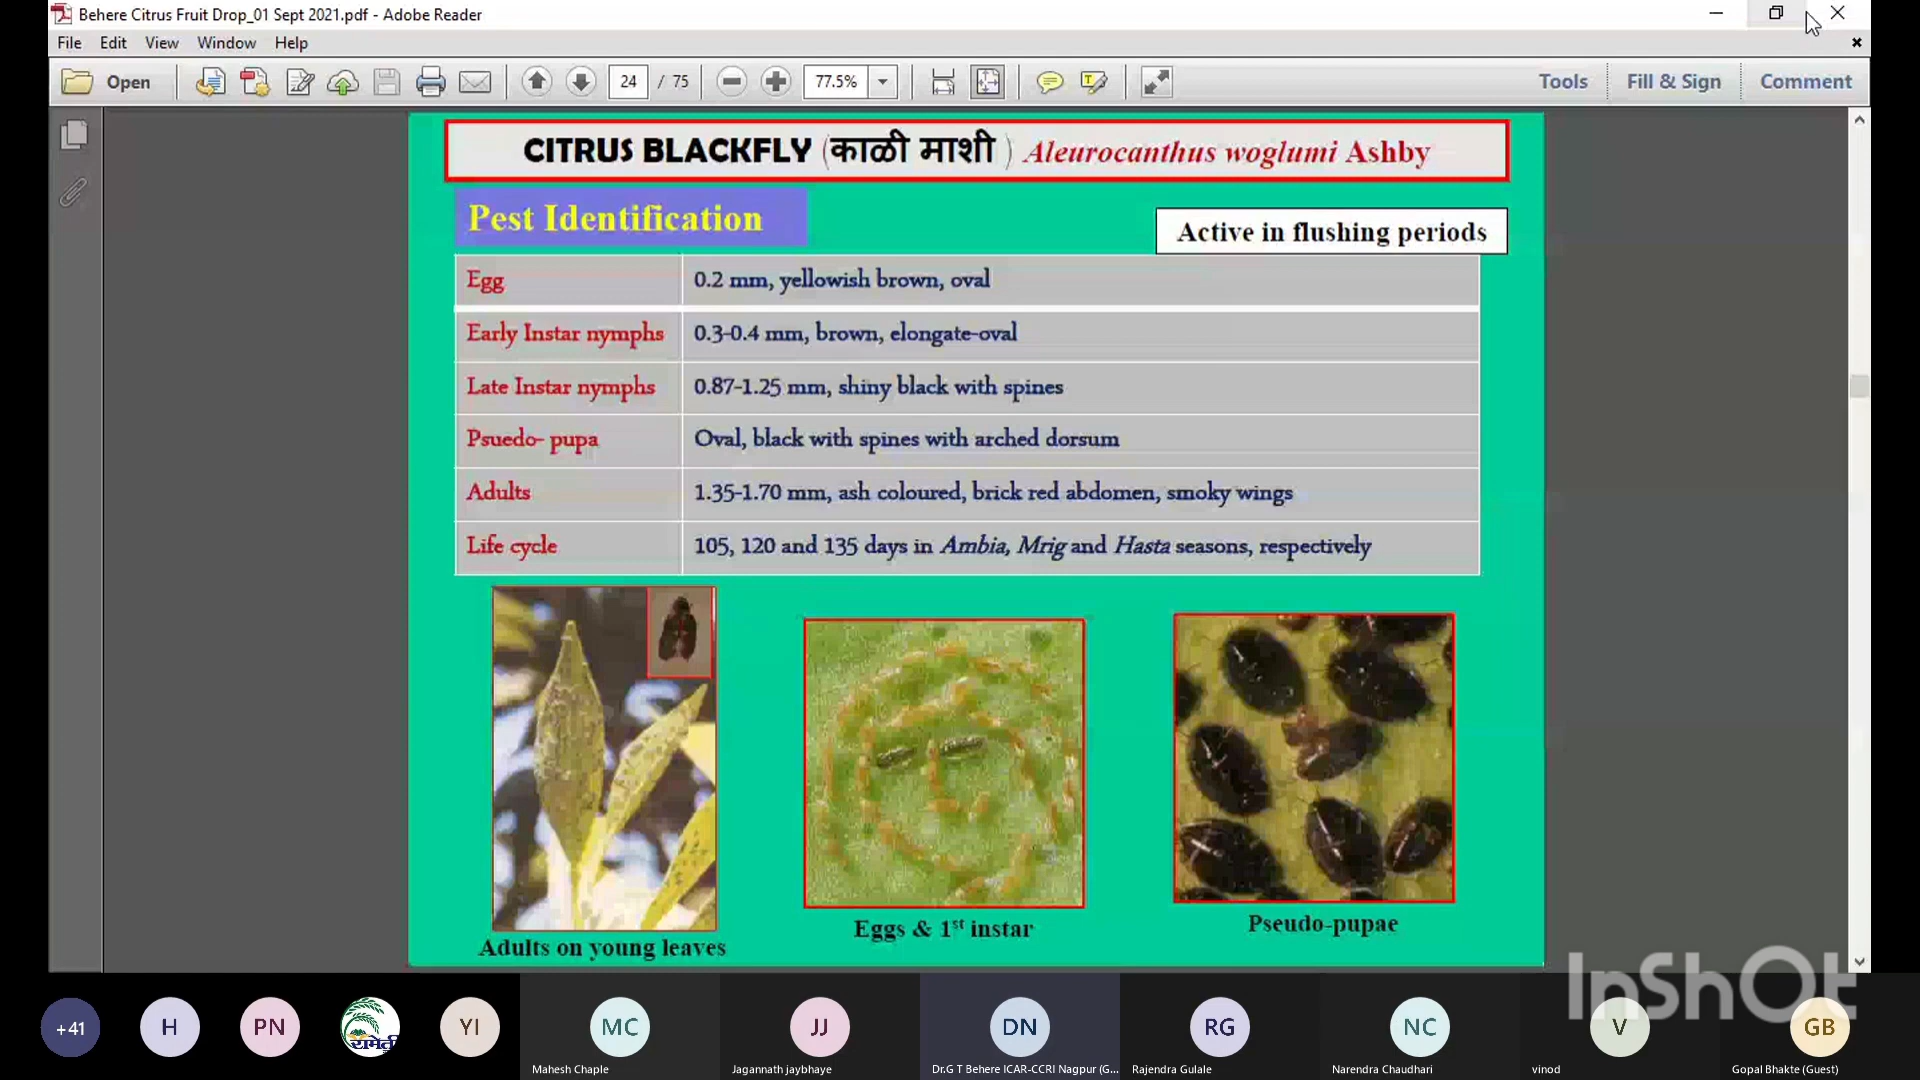 Behere Citrus Fruit Drop_01 Sept 2021.pdf - Adobe Reader
File Edit View Window Help
Open 24 / 75 77.5% Tools Fill & Sign Comment
CITRUS BLACKFLY (काळी माशी ) Aleurocanthus woglumi Ashby
Pest Identification
Active in flushing periods
Egg 0.2 mm, yellowish brown, oval
Early Instar nymphs 0.3-0.4 mm, brown, elongate-oval
Late Instar nymphs 0.87-1.25 mm, shiny black with spines
Psuedo- pupa Oval, black with spines with arched dorsum
Adults 1.35-1.70 mm, ash coloured, brick red abdomen, smoky wings
Life cycle 105, 120 and 135 days in Ambia, Mrig and Hasta seasons, respectively
Adults on young leaves
Eggs & 1st instar
Pseudo-pupae
InShOt
+41 H PN रामेती YI MC JJ DN RG NC V GB
Mahesh Chaple Jagannath jaybhaye Dr.G T Behere ICAR-CCRI Nagpur (G... Rajendra Gulale Narendra Chaudhari vinod Gopal Bhakte (Guest)